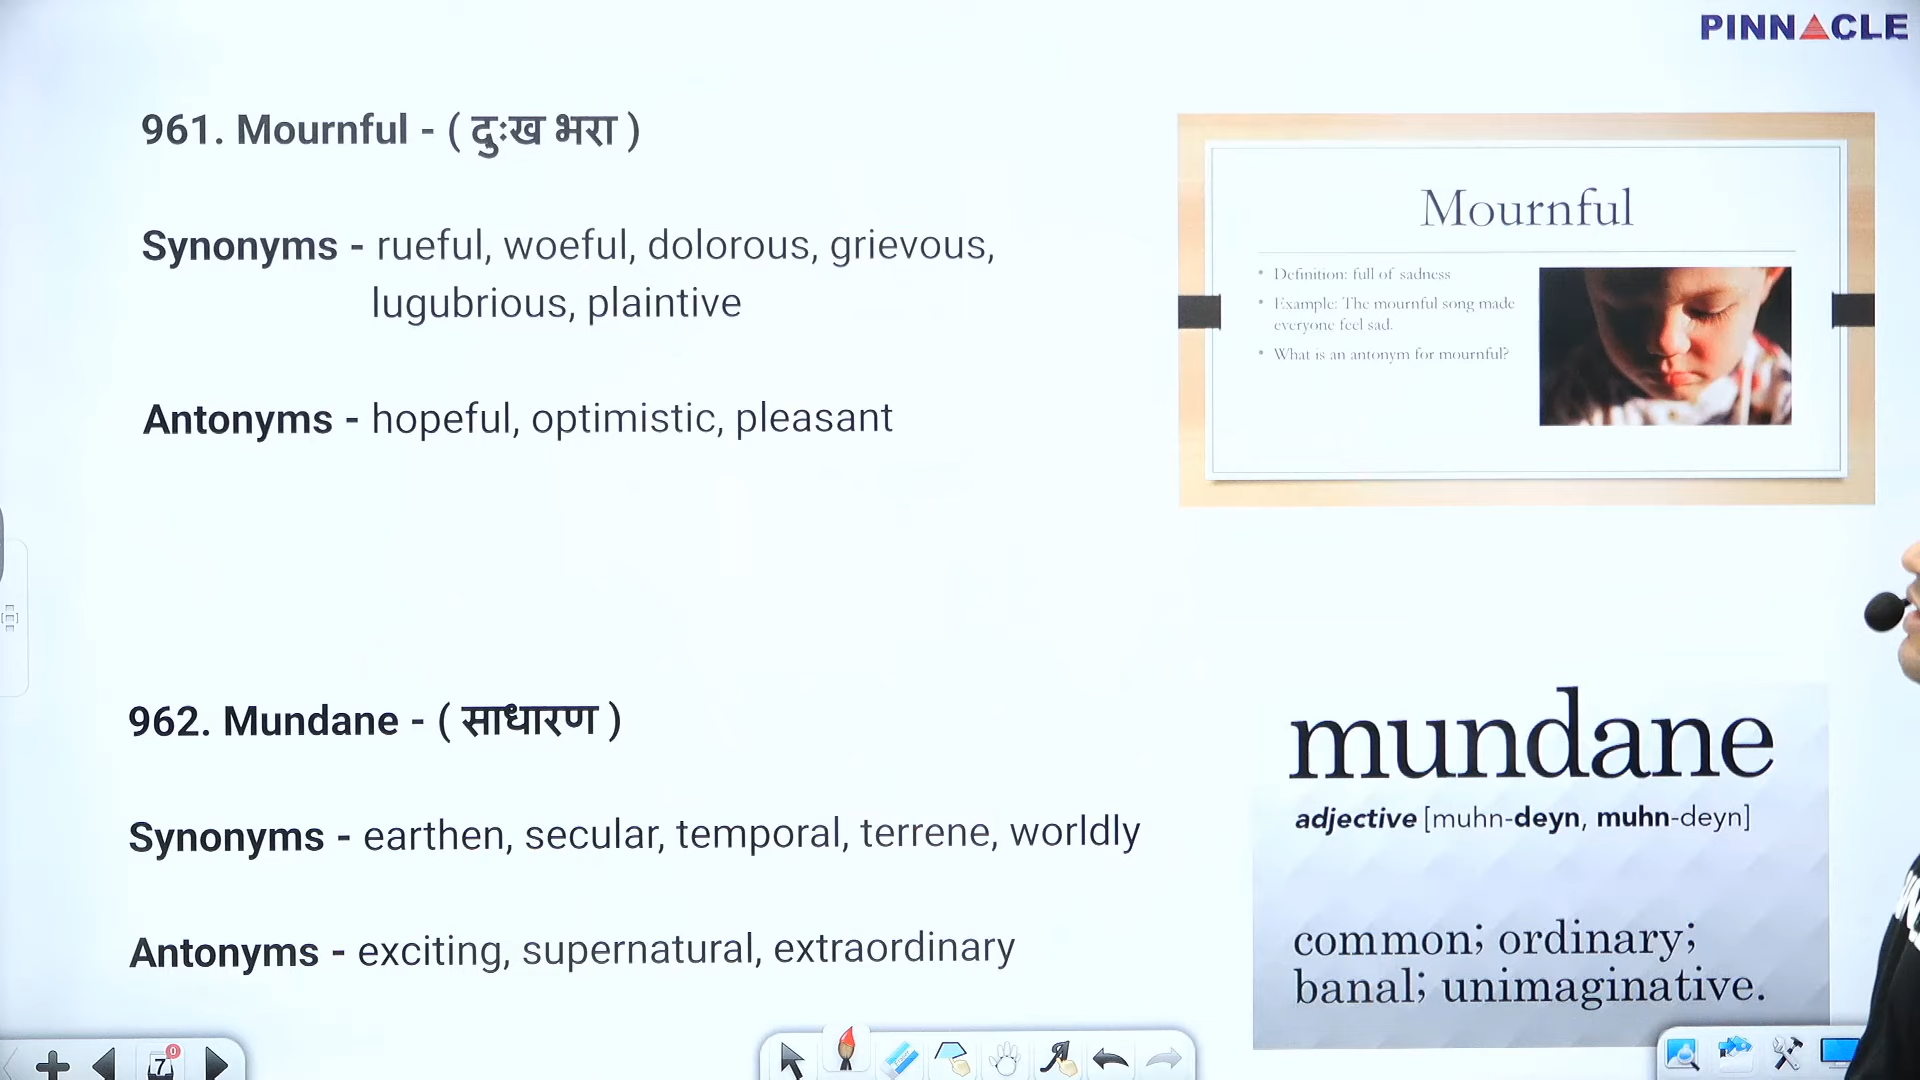 PINNACLE
961. Mournful - ( दुःख भरा )
Synonyms - rueful, woeful, dolorous, grievous,
lugubrious, plaintive
Antonyms - hopeful, optimistic, pleasant
Mournful
• Definition: full of sadness
• Example: The mournful song made
everyone feel sad.
• What is an antonym for mournful?
962. Mundane - ( साधारण )
Synonyms - earthen, secular, temporal, terrene, worldly
Antonyms - exciting, supernatural, extraordinary
mundane
adjective [muhn-deyn, muhn-deyn]
common; ordinary;
banal; unimaginative.
7
0